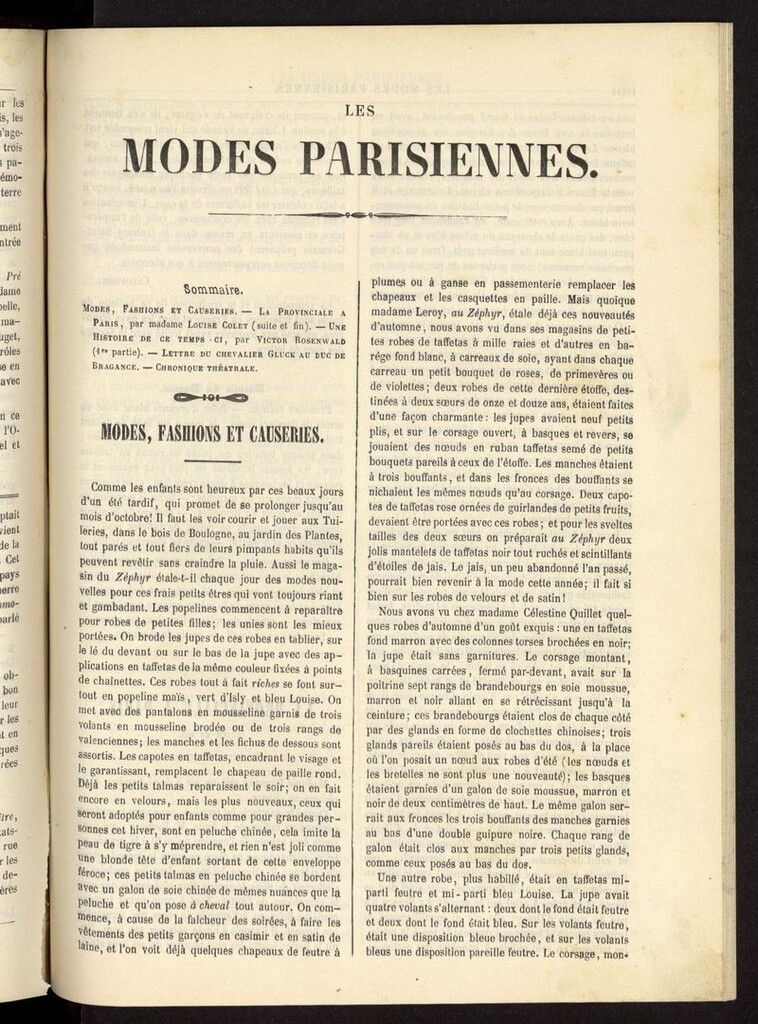 LES
MODES PARISIENNES.
Sommaire.
MODES, FASHIONS ET CAUSERIES. — LA PROVINCIALE A
PARIS, par madame LOUISE COLET (suite et fin). — UNE
HISTOIRE DE CE TEMPS-CI, par VICTOR ROSENWALD
(1re partie). — LETTRE DU CHEVALIER GLUCK AU DUC DE
BRAGANCE. — CHRONIQUE THÉATRALE.
MODES, FASHIONS ET CAUSERIES.
Comme les enfants sont heureux par ces beaux jours
d'un été tardif, qui promet de se prolonger jusqu'au
mois d'octobre! Il faut les voir courir et jouer aux Tui-
leries, dans le bois de Boulogne, au jardin des Plantes,
tout parés et tout fiers de leurs pimpants habits qu'ils
peuvent revêtir sans craindre la pluie. Aussi le maga-
sin du Zéphyr étale-t-il chaque jour des modes nou-
velles pour ces frais petits êtres qui vont toujours riant
et gambadant. Les popelines commencent à reparaître
pour robes de petites filles; les unies sont les mieux
portées. On brode les jupes de ces robes en tablier, sur
le lé du devant ou sur le bas de la jupe avec des ap-
plications en taffetas de la même couleur fixées à points
de chaînettes. Ces robes tout à fait riches se font sur-
tout en popeline maïs, vert d'Isly et bleu Louise. On
met avec des pantalons en mousseline garnis de trois
volants en mousseline brodée ou de trois rangs de
valenciennes; les manches et les fichus de dessous sont
assortis. Les capotes en taffetas, encadrant le visage et
le garantissant, remplacent le chapeau de paille rond.
Déjà les petits talmas reparaissent le soir; on en fait
encore en velours, mais les plus nouveaux, ceux qui
seront adoptés pour enfants comme pour grandes per-
sonnes cet hiver, sont en peluche chinée, cela imite la
peau de tigre à s'y méprendre, et rien n'est joli comme
une blonde tête d'enfant sortant de cette enveloppe
féroce; ces petits talmas en peluche chinée se bordent
avec un galon de soie chinée de mêmes nuances que la
peluche et qu'on pose à cheval tout autour. On com-
mence, à cause de la faîcheur des soirées, à faire les
vêtements des petits garçons en casimir et en satin de
laine, et l'on voit déjà quelques chapeaux de feutre à
plumes ou à ganse en passementerie remplacer les
chapeaux et les casquettes en paille. Mais quoique
madame Leroy, au Zéphyr, étale déjà ces nouveautés
d'automne, nous avons vu dans ses magasins de peti-
tes robes de taffetas à mille raies et d'autres en ba-
rége fond blanc, à carreaux de soie, ayant dans chaque
carreau un petit bouquet de roses, de primevères ou
de violettes; deux robes de cette dernière étoffe, des-
tinées à deux sœurs de onze et douze ans, étaient faites
d'une façon charmante: les jupes avaient neuf petits
plis, et sur le corsage ouvert, à basques et revers, se
jouaient des nœuds en ruban taffetas semé de petits
bouquets pareils à ceux de l'étoffe. Les manches étaient
à trois bouffants, et dans les fronces des bouffants se
nichaient les mêmes nœuds qu'au corsage. Deux capo-
tes de taffetas rose ornées de guirlandes de petits fruits,
devaient être portées avec ces robes; et pour les sveltes
tailles des deux sœurs on préparait au Zéphyr deux
jolis mantelets de taffetas noir tout ruchés et scintillants
d'étoiles de jais. Le jais, un peu abandonné l'an passé,
pourrait bien revenir à la mode cette année; il fait si
bien sur les robes de velours et de satin!
Nous avons vu chez madame Célestine Quillet quel-
ques robes d'automne d'un goût exquis: une en taffetas
fond marron avec des colonnes torses brochées en noir;
la jupe était sans garnitures. Le corsage montant,
à basquines carrées, fermé par-devant, avait sur la
poitrine sept rangs de brandebourgs en soie moussue,
marron et noir allant en se rétrécissant jusqu'à la
ceinture; ces brandebourgs étaient clos de chaque côté
par des glands en forme de clochettes chinoises; trois
glands pareils étaient posés au bas du dos, à la place
où l'on posait un nœud aux robes d'été (les nœuds et
les bretelles ne sont plus une nouveauté); les basques
étaient garnies d'un galon de soie moussue, marron et
noir de deux centimètres de haut. Le même galon ser-
rait aux fronces les trois bouffants des manches garnies
au bas d'une double guipure noire. Chaque rang de
galon était clos aux manches par trois petits glands,
comme ceux posés au bas du dos.
Une autre robe, plus habillé, était en taffetas mi-
parti feutre et mi-parti bleu Louise. La jupe avait
quatre volants s'alternant: deux dont le fond était feutre
et deux dont le fond était bleu. Sur les volants feutre,
était une disposition bleue brochée, et sur les volants
bleus une disposition pareille feutre. Le corsage, mon-